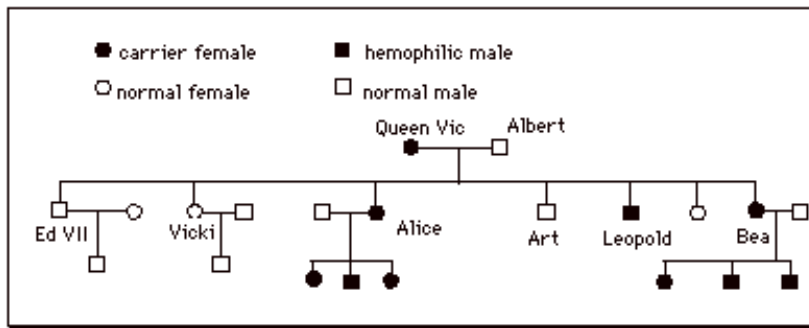 carrier female
hemophilic male
normal female
normal male
Queen Vic
Albert
Ed VII
Vicki
Alice
Art
Leopold
Bea